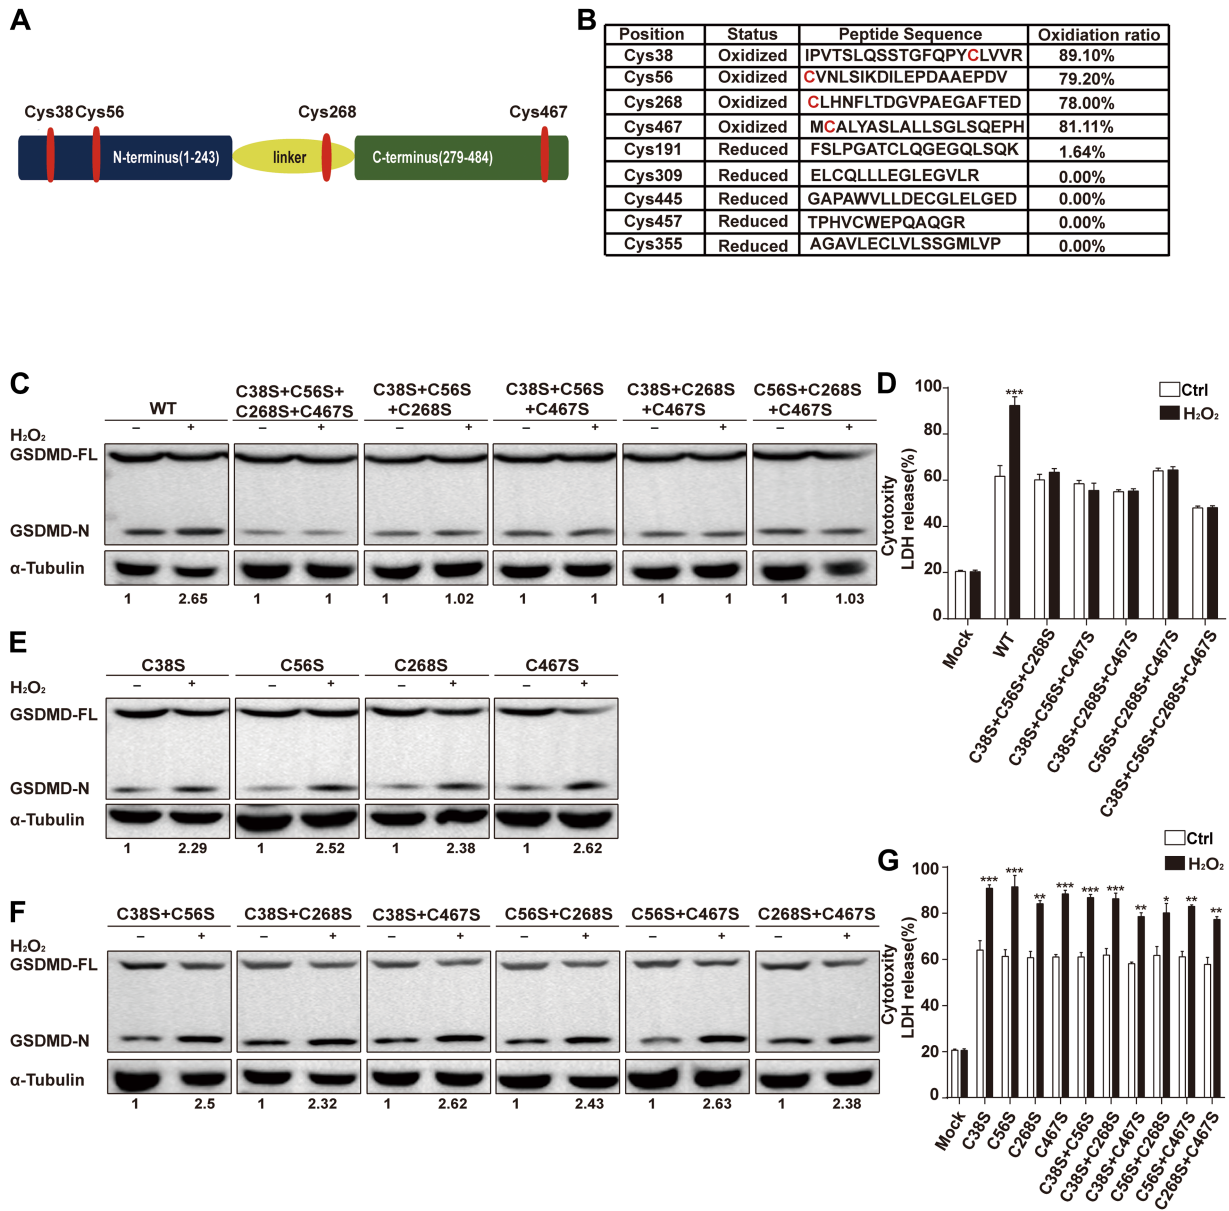 A
Cys38 Cys56 Cys268 Cys467
N-terminus(1-243) linker C-terminus(279-484)
B
Position Status Peptide Sequence Oxidiation ratio
Cys38 Oxidized IPVTSLQSSTGFQPYCLVVR 89.10%
Cys56 Oxidized CVNLSIKDILEPDAAEPDV 79.20%
Cys268 Oxidized CLHNFLTDGVPAEGAFTED 78.00%
Cys467 Oxidized MCALYASLALLSGLSQEPH 81.11%
Cys191 Reduced FSLPGATCLQGEGQLSQK 1.64%
Cys309 Reduced ELCQLLLEGLEGVLR 0.00%
Cys445 Reduced GAPAWVLLDECGLELGED 0.00%
Cys457 Reduced TPHVCWEPQAQGR 0.00%
Cys355 Reduced AGAVLECLVLSSGMLVP 0.00%
C
WT C38S+C56S+ C38S+C56S C38S+C56S C38S+C268S C56S+C268S
C268S+C467S +C268S +C467S +C467S +C467S
H₂O₂ – + – + – + – + – + – +
GSDMD-FL
GSDMD-N
α-Tubulin
1 2.65 1 1 1 1.02 1 1 1 1 1 1.03
D
Ctrl
H₂O₂
Cytotoxity
LDH release(%)
100
80
60
40
20
0
***
Mock
WT
C38S+C56S+C268S
C38S+C56S+C467S
C38S+C268S+C467S
C56S+C268S+C467S
C38S+C56S+C268S+C467S
E
C38S C56S C268S C467S
H₂O₂ – + – + – + – +
GSDMD-FL
GSDMD-N
α-Tubulin
1 2.29 1 2.52 1 2.38 1 2.62
F
C38S+C56S C38S+C268S C38S+C467S C56S+C268S C56S+C467S C268S+C467S
H₂O₂ – + – + – + – + – + – +
GSDMD-FL
GSDMD-N
α-Tubulin
1 2.5 1 2.32 1 2.62 1 2.43 1 2.63 1 2.38
G
Ctrl
H₂O₂
Cytotoxity
LDH release(%)
100
80
60
40
20
0
*** *** ** *** *** *** ** * ** **
Mock
C38S
C56S
C268S
C467S
C38S+C56S
C38S+C268S
C38S+C467S
C56S+C268S
C56S+C467S
C268S+C467S